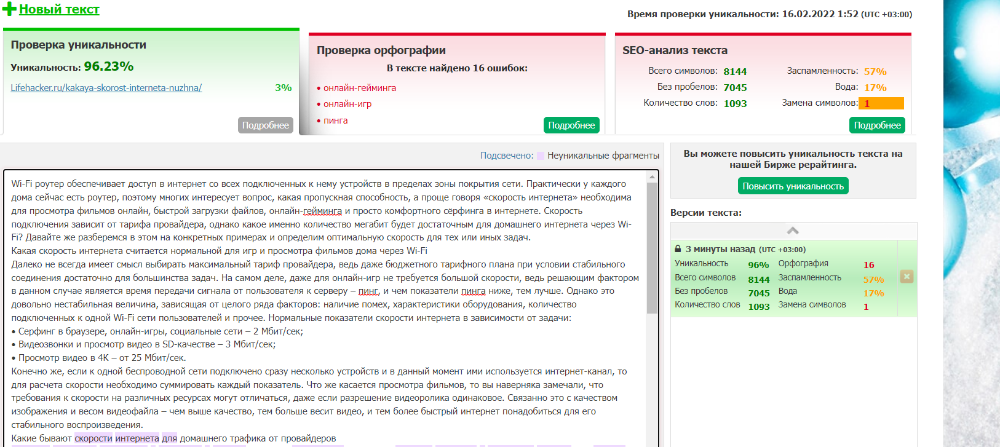 Новый текст
Время проверки уникальности: 16.02.2022 1:52 (UTC +03:00)
Проверка уникальности
Уникальность: 96.23%
Lifehacker.ru/kakaya-skorost-interneta-nuzhna/ 3%
Подробнее
Проверка орфографии
В тексте найдено 16 ошибок:
• онлайн-гейминга
• онлайн-игр
• пинга
Подробнее
SEO-анализ текста
Всего символов: 8144 Заспамленность: 57%
Без пробелов: 7045 Вода: 17%
Количество слов: 1093 Замена символов: 1
Подробнее
Подсвечено: Неуникальные фрагменты
Wi-Fi роутер обеспечивает доступ в интернет со всех подключенных к нему устройств в пределах зоны покрытия сети. Практически у каждого
дома сейчас есть роутер, поэтому многих интересует вопрос, какая пропускная способность, а проще говоря «скорость интернета» необходима
для просмотра фильмов онлайн, быстрой загрузки файлов, онлайн-гейминга и просто комфортного сёрфинга в интернете. Скорость
подключения зависит от тарифа провайдера, однако какое именно количество мегабит будет достаточным для домашнего интернета через Wi-
Fi? Давайте же разберемся в этом на конкретных примерах и определим оптимальную скорость для тех или иных задач.
Какая скорость интернета считается нормальной для игр и просмотра фильмов дома через Wi-Fi
Далеко не всегда имеет смысл выбирать максимальный тариф провайдера, ведь даже бюджетного тарифного плана при условии стабильного
соединения достаточно для большинства задач. На самом деле, даже для онлайн-игр не требуется большой скорости, ведь решающим фактором
в данном случае является время передачи сигнала от пользователя к серверу – пинг, и чем показатели пинга ниже, тем лучше. Однако это
довольно нестабильная величина, зависящая от целого ряда факторов: наличие помех, характеристики оборудования, количество
подключенных к одной Wi-Fi сети пользователей и прочее. Нормальные показатели скорости интернета в зависимости от задачи:
• Серфинг в браузере, онлайн-игры, социальные сети – 2 Мбит/сек;
• Видеозвонки и просмотр видео в SD-качестве – 3 Мбит/сек;
• Просмотр видео в 4К – от 25 Мбит/сек.
Конечно же, если к одной беспроводной сети подключено сразу несколько устройств и в данный момент ими используется интернет-канал, то
для расчета скорости необходимо суммировать каждый показатель. Что же касается просмотра фильмов, то вы наверняка замечали, что
требования к скорости на различных ресурсах могут отличаться, даже если разрешение видеоролика одинаковое. Связанно это с качеством
изображения и весом видеофайла – чем выше качество, тем больше весит видео, и тем более быстрый интернет понадобиться для его
стабильного воспроизведения.
Какие бывают скорости интернета для домашнего трафика от провайдеров
Вы можете повысить уникальность текста на
нашей Бирже рерайтинга.
Повысить уникальность
Версии текста:
3 минуты назад (UTC +03:00)
Уникальность 96% Орфография 16
Всего символов 8144 Заспамленность 57%
Без пробелов 7045 Вода 17%
Количество слов 1093 Замена символов 1